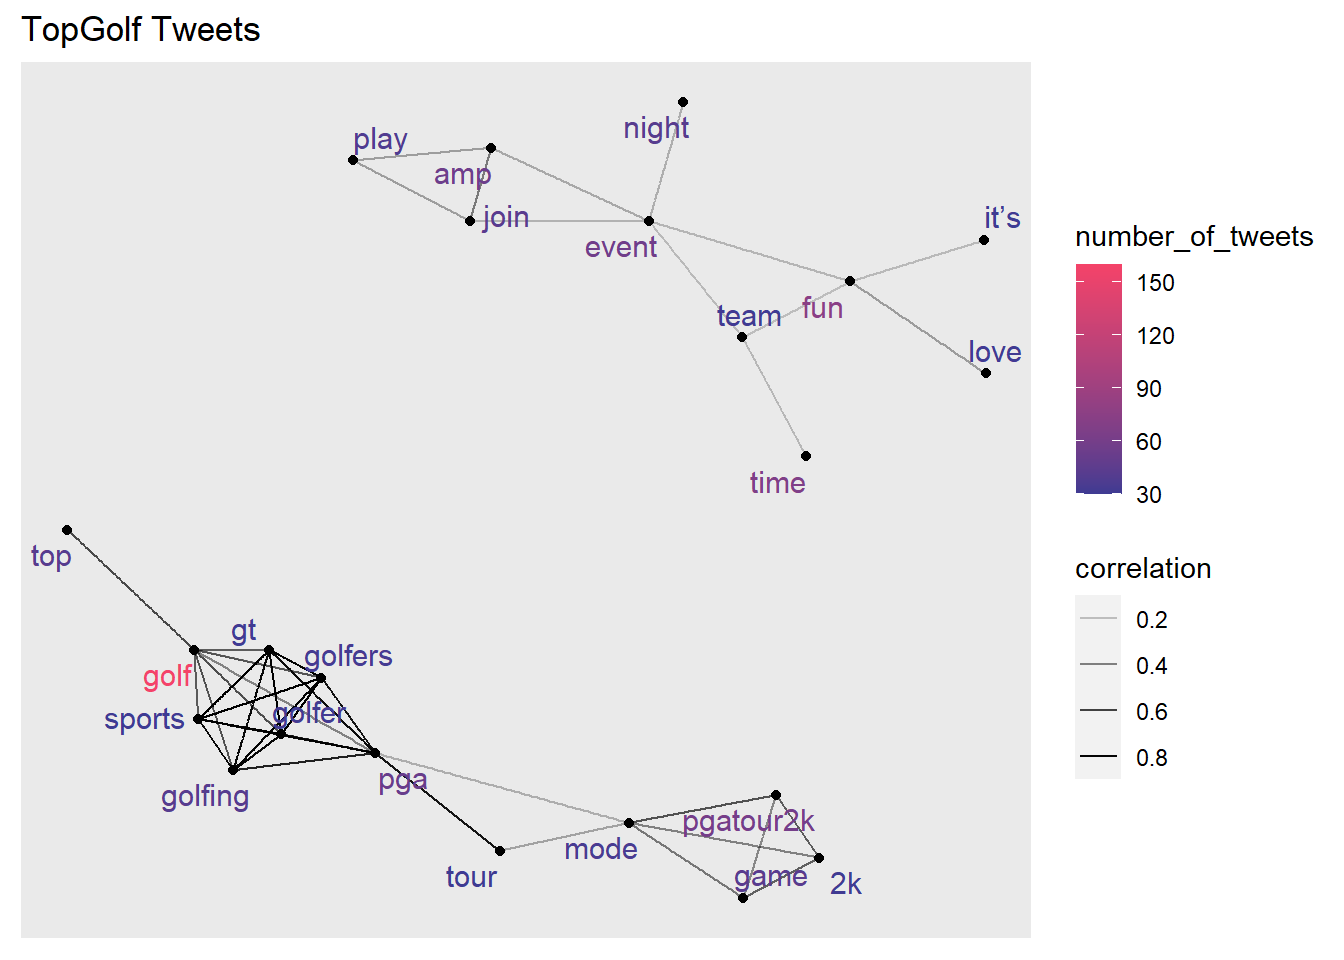 TopGolf Tweets
night
play
amp
join
event
it’s
team
fun
love
time
top
gt
golfers
golf
sports
golfer
golfing
pga
pgatour2k
mode
tour
game
2k
number_of_tweets
150
120
90
60
30
correlation
0.2
0.4
0.6
0.8